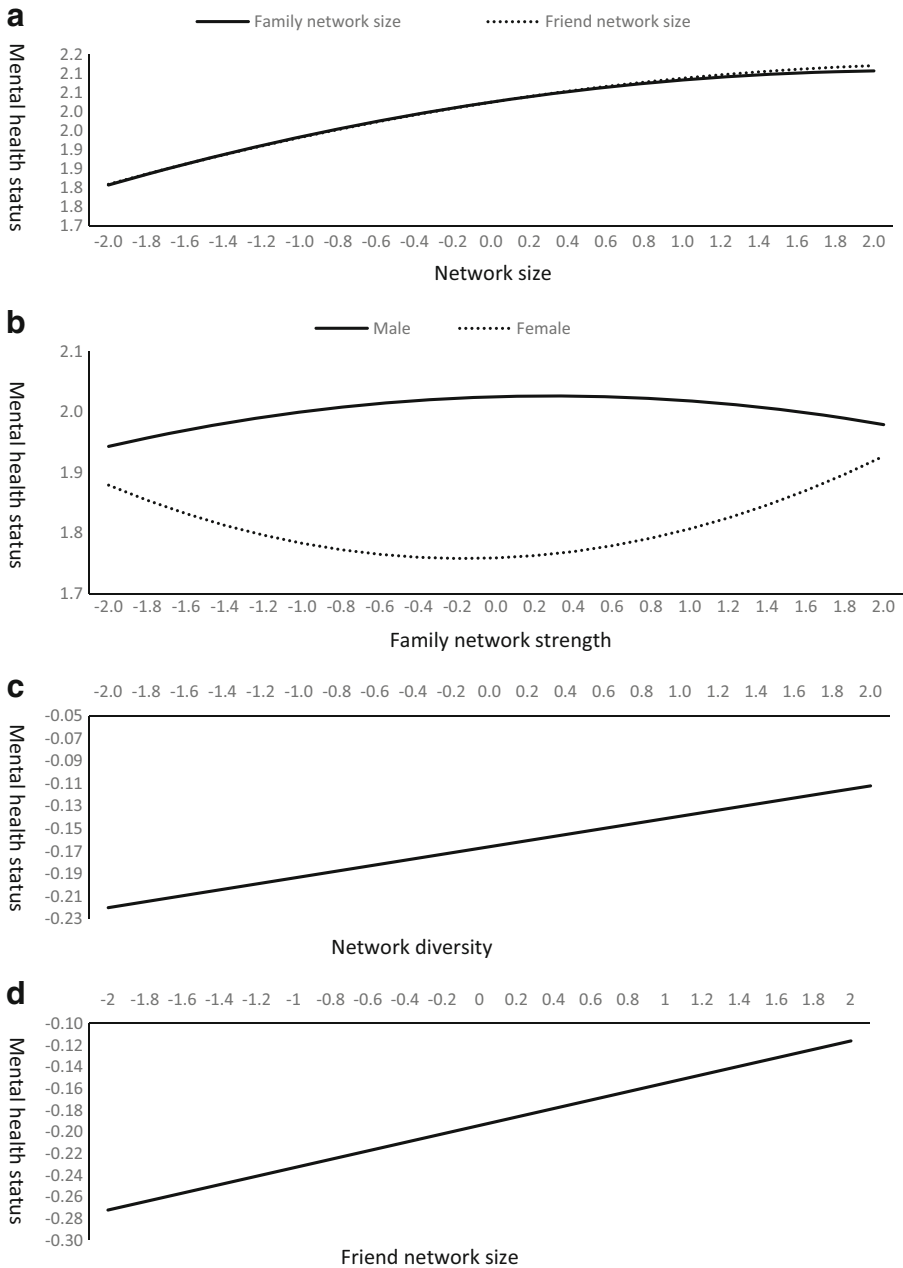 a
Family network size Friend network size
Mental health status
2.2
2.1
2.1
2.0
2.0
1.9
1.9
1.8
1.8
1.7
-2.0 -1.8 -1.6 -1.4 -1.2 -1.0 -0.8 -0.6 -0.4 -0.2 0.0 0.2 0.4 0.6 0.8 1.0 1.2 1.4 1.6 1.8 2.0
Network size
b
Male Female
Mental health status
2.1
2.0
1.9
1.8
1.7
-2.0 -1.8 -1.6 -1.4 -1.2 -1.0 -0.8 -0.6 -0.4 -0.2 0.0 0.2 0.4 0.6 0.8 1.0 1.2 1.4 1.6 1.8 2.0
Family network strength
c
-2.0 -1.8 -1.6 -1.4 -1.2 -1.0 -0.8 -0.6 -0.4 -0.2 0.0 0.2 0.4 0.6 0.8 1.0 1.2 1.4 1.6 1.8 2.0
Mental health status
-0.05
-0.07
-0.09
-0.11
-0.13
-0.15
-0.17
-0.19
-0.21
-0.23
Network diversity
d
-2 -1.8 -1.6 -1.4 -1.2 -1 -0.8 -0.6 -0.4 -0.2 0 0.2 0.4 0.6 0.8 1 1.2 1.4 1.6 1.8 2
Mental health status
-0.10
-0.12
-0.14
-0.16
-0.18
-0.20
-0.22
-0.24
-0.26
-0.28
-0.30
Friend network size